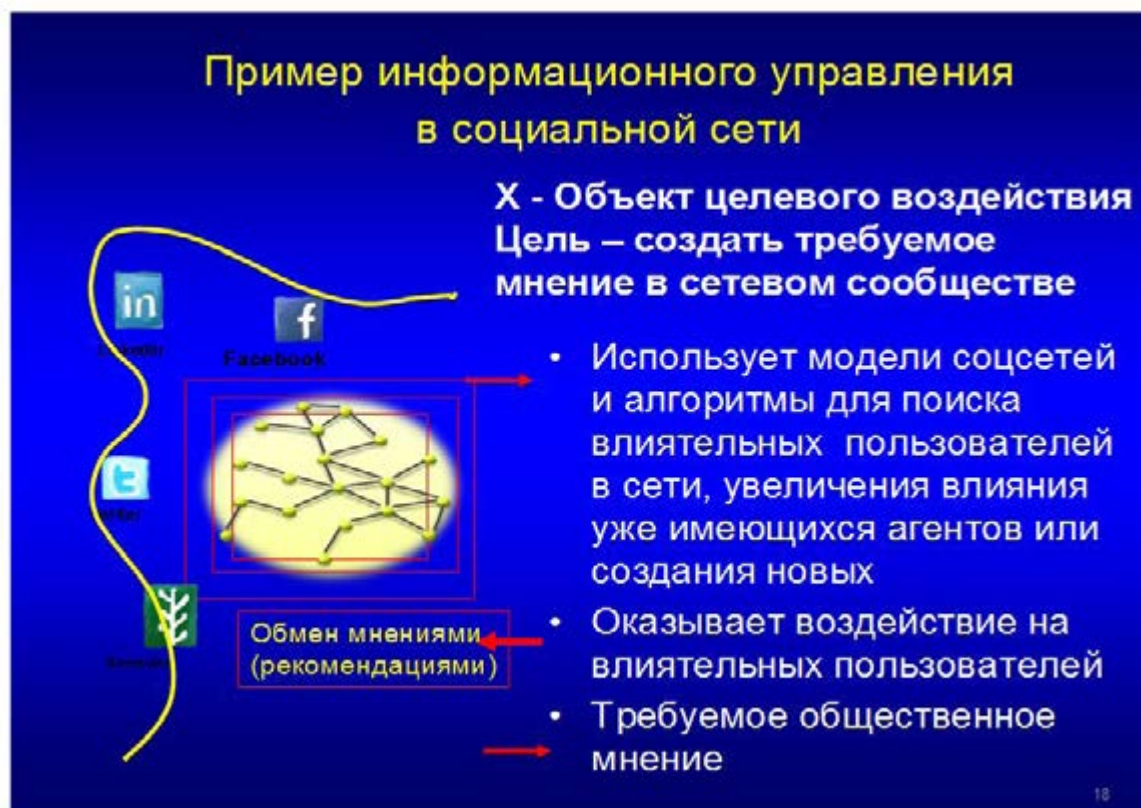 Пример информационного управления
в социальной сети
X - Объект целевого воздействия
Цель – создать требуемое
мнение в сетевом сообществе
in
f
Facebook
• Использует модели соцсетей
и алгоритмы для поиска
влиятельных пользователей
в сети, увеличения влияния
уже имеющихся агентов или
создания новых
Обмен мнениями
(рекомендациями)
• Оказывает воздействие на
влиятельных пользователей
• Требуемое общественное
мнение
18